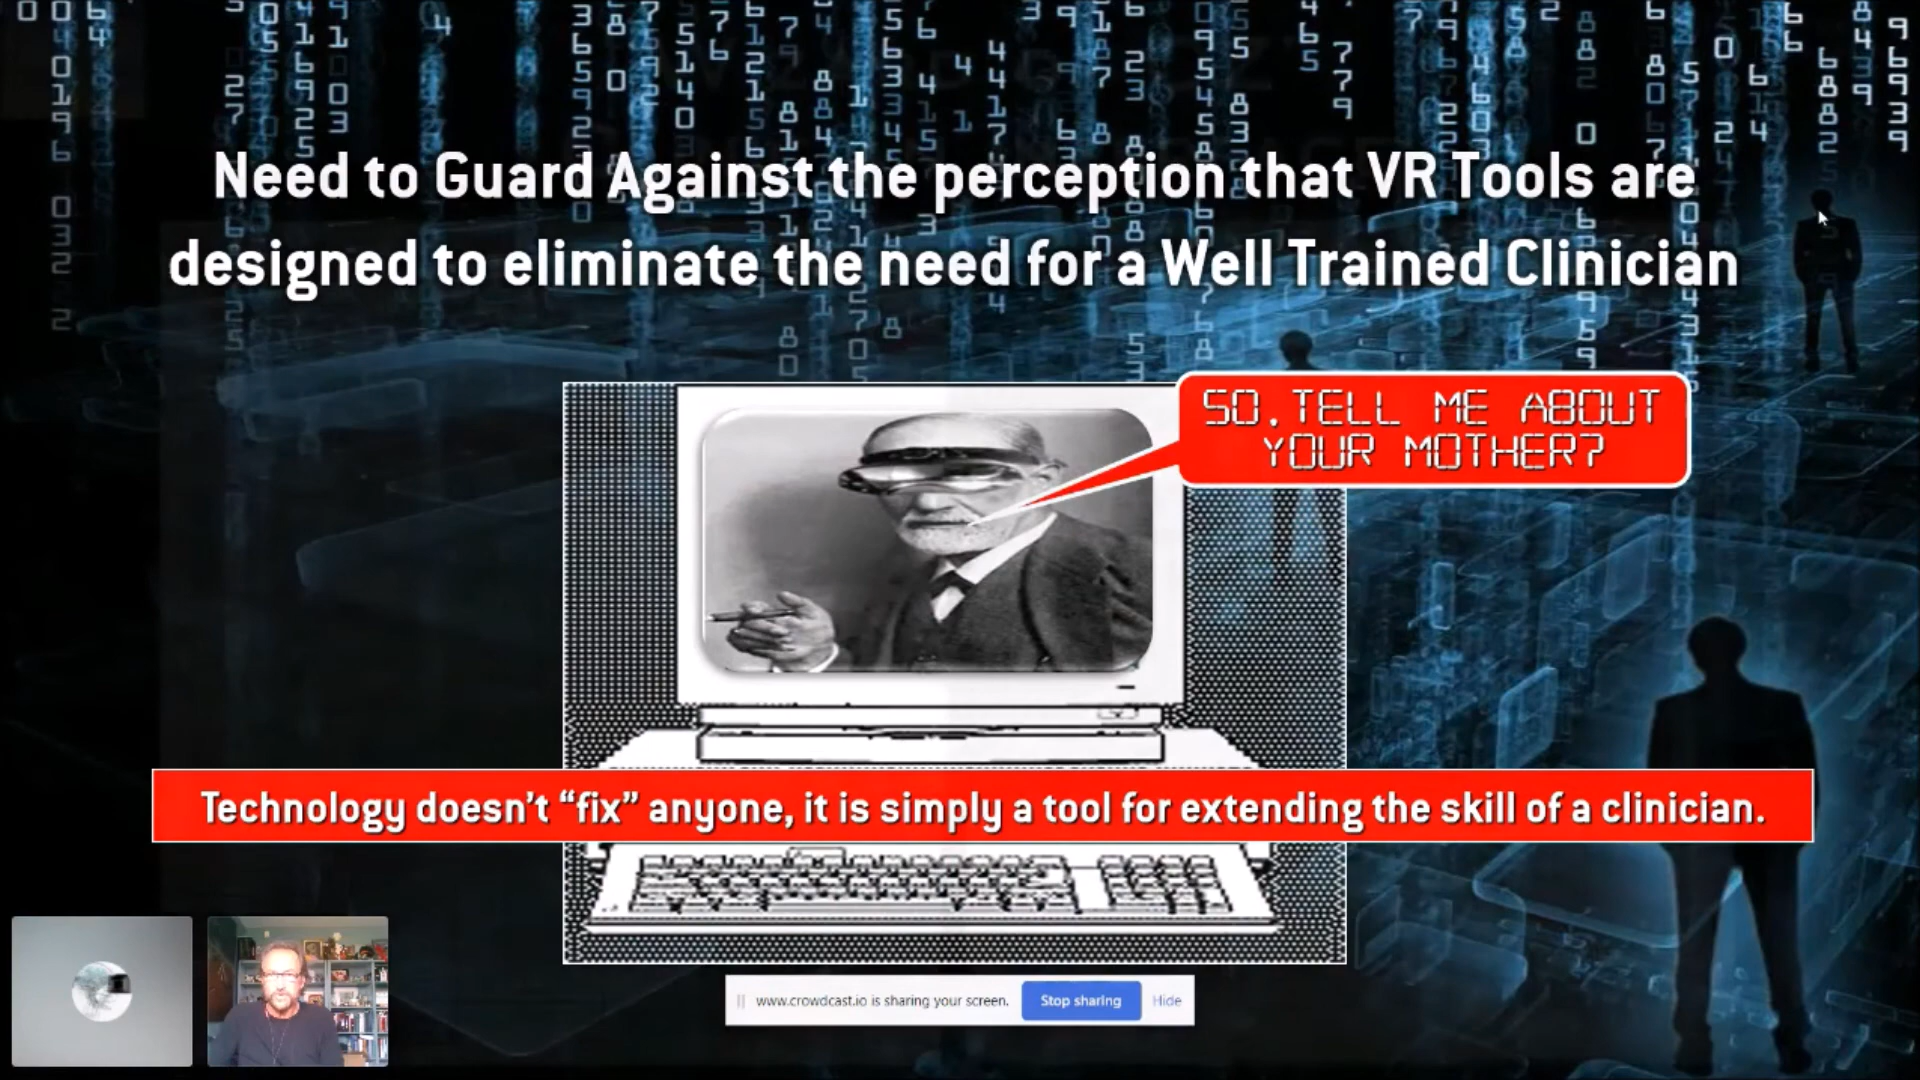 Need to Guard Against the perception that VR Tools are
designed to eliminate the need for a Well Trained Clinician
SO, TELL ME ABOUT
YOUR MOTHER?
Technology doesn't “fix” anyone, it is simply a tool for extending the skill of a clinician.
www.crowdcast.io is sharing your screen. Stop sharing Hide